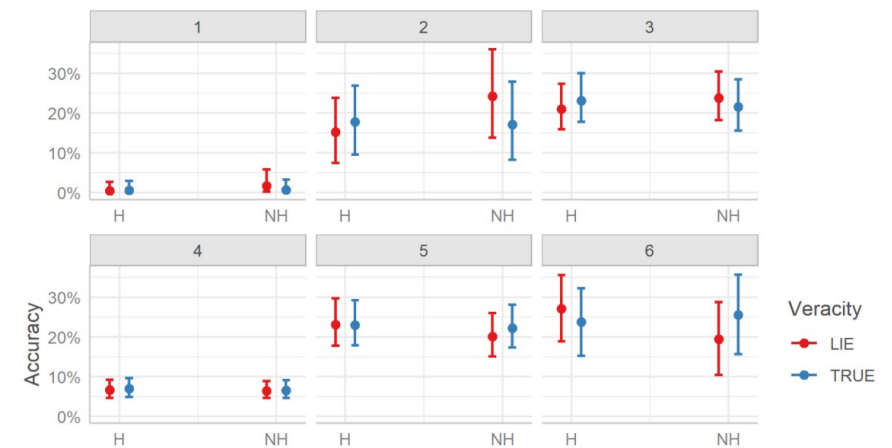 1 2 3
30%
20%
10%
0%
H NH H NH H NH
4 5 6
Accuracy
30%
20%
10%
0%
H NH H NH H NH
Veracity
LIE
TRUE